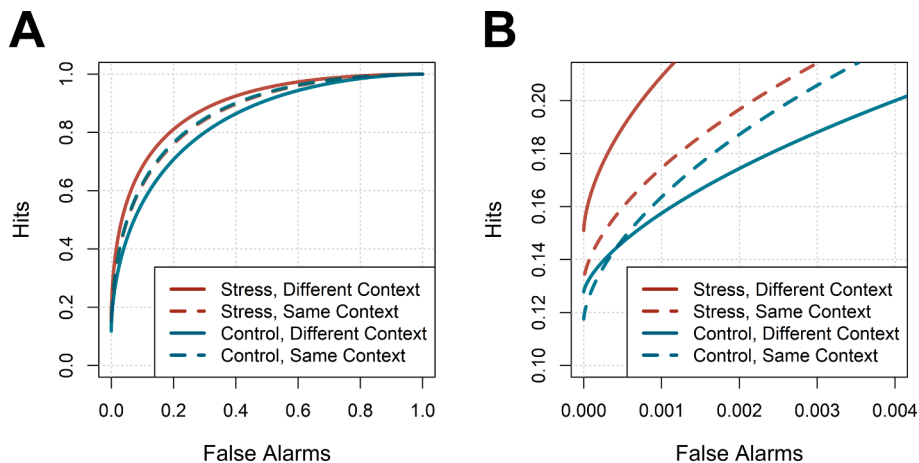 A
Hits
1.0
0.8
0.6
0.4
0.2
0.0
Stress, Different Context
Stress, Same Context
Control, Different Context
Control, Same Context
0.0 0.2 0.4 0.6 0.8 1.0
False Alarms
B
Hits
0.20
0.18
0.16
0.14
0.12
0.10
Stress, Different Context
Stress, Same Context
Control, Different Context
Control, Same Context
0.000 0.001 0.002 0.003 0.004
False Alarms